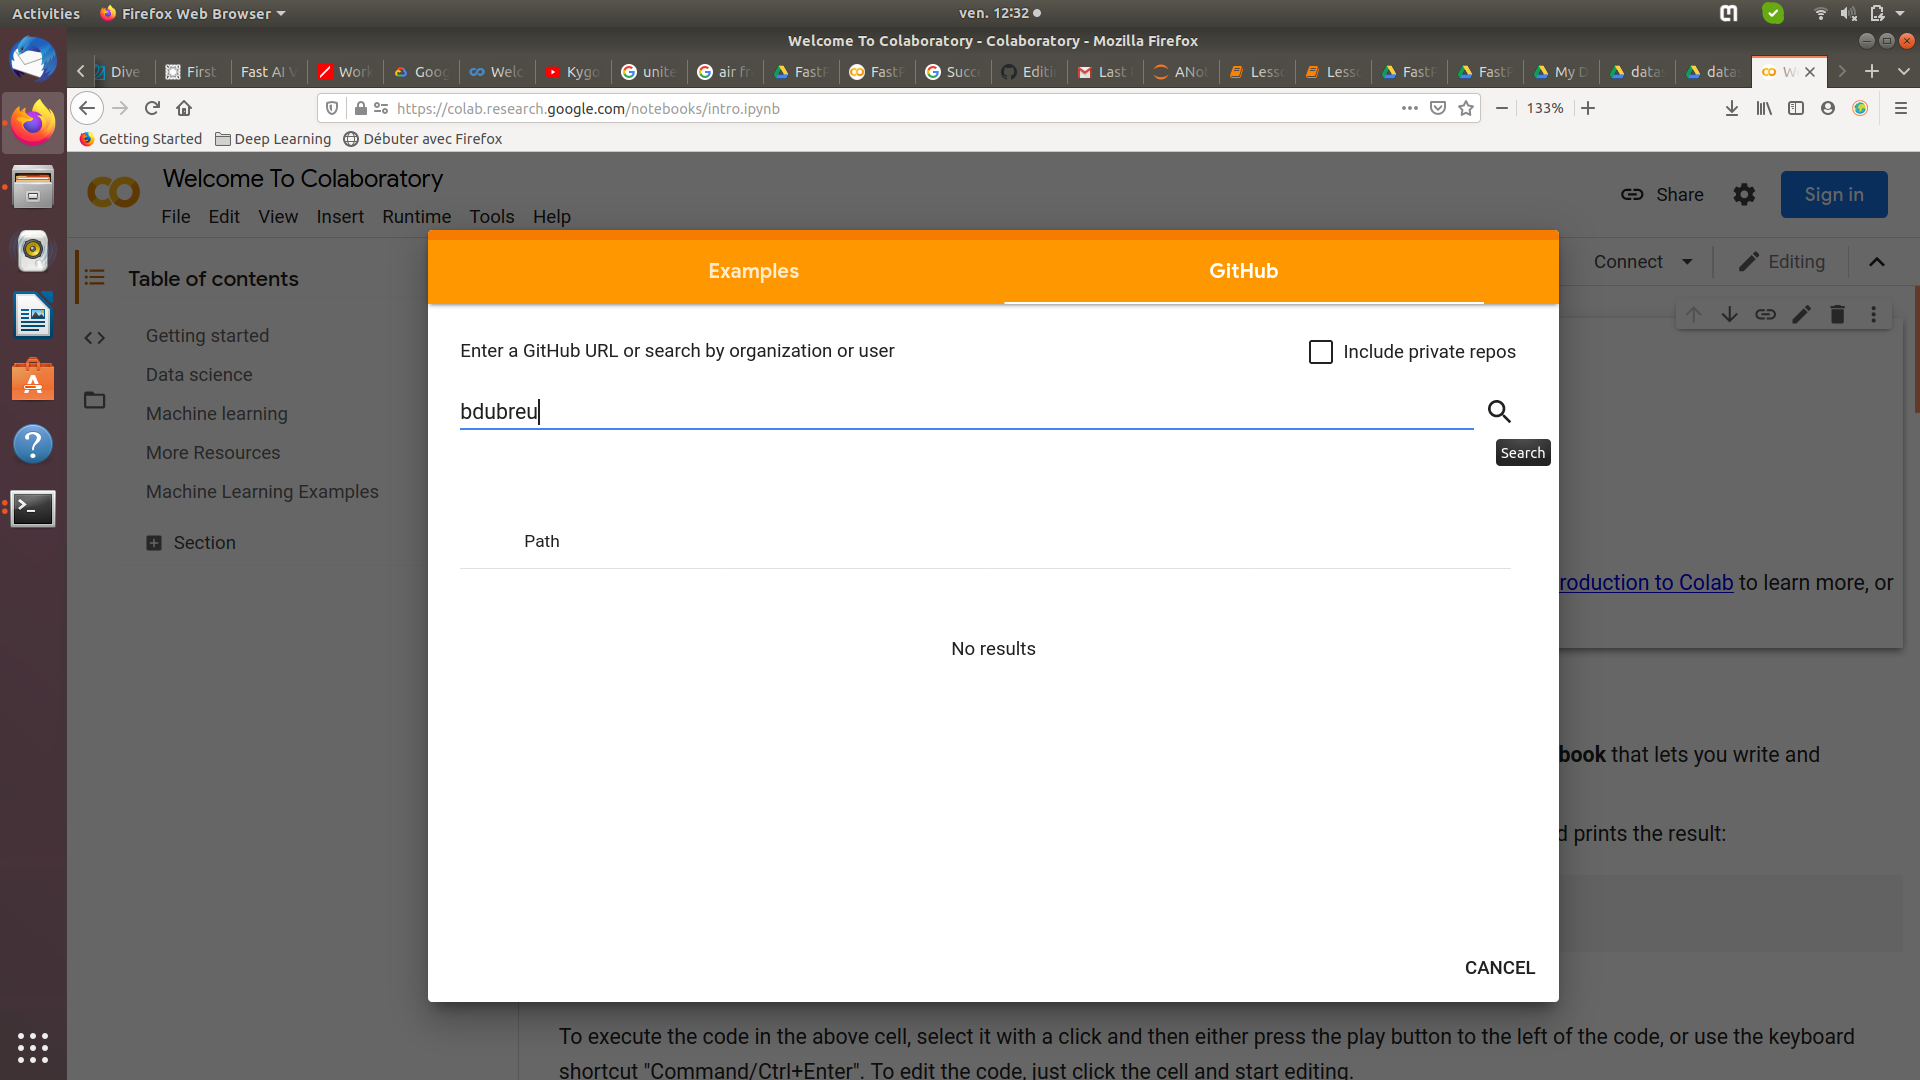 Activities
Firefox Web Browser
ven. 12:32
Welcome To Colaboratory - Colaboratory - Mozilla Firefox
Dive
First
Fast AI V
Work
Goog
Welc
Kygo
unite
air fr
FastF
FastF
Succ
Editi
Last
ANo
Lesso
Lesso
FastF
FastF
My D
data
data
We
https://colab.research.google.com/notebooks/intro.ipynb
133%
Getting Started
Deep Learning
Débuter avec Firefox
Welcome To Colaboratory
File Edit View Insert Runtime Tools Help
Share
Sign in
Table of contents
Getting started
Data science
Machine learning
More Resources
Machine Learning Examples
Section
Connect
Editing
Examples
GitHub
Enter a GitHub URL or search by organization or user
Include private repos
bdubreu
Search
Path
No results
CANCEL
roduction to Colab to learn more, or
book that lets you write and
d prints the result:
To execute the code in the above cell, select it with a click and then either press the play button to the left of the code, or use the keyboard
shortcut "Command/Ctrl+Enter". To edit the code, just click the cell and start editing.